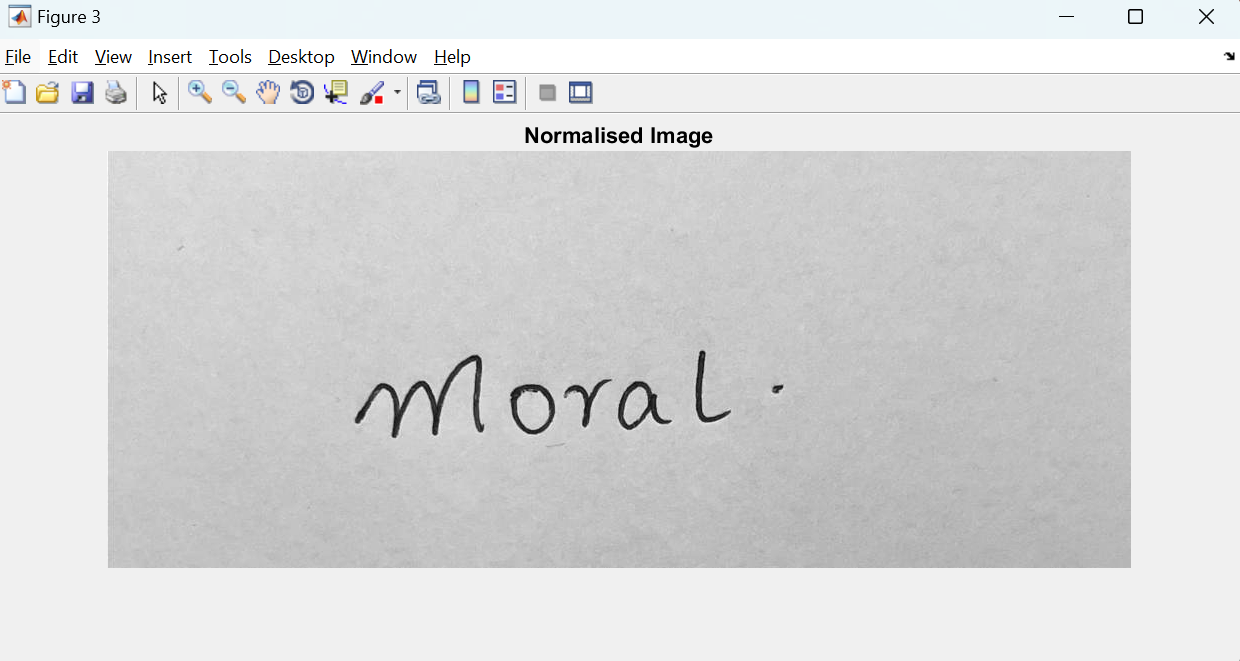 Figure 3
File Edit View Insert Tools Desktop Window Help
Normalised Image
Moral.